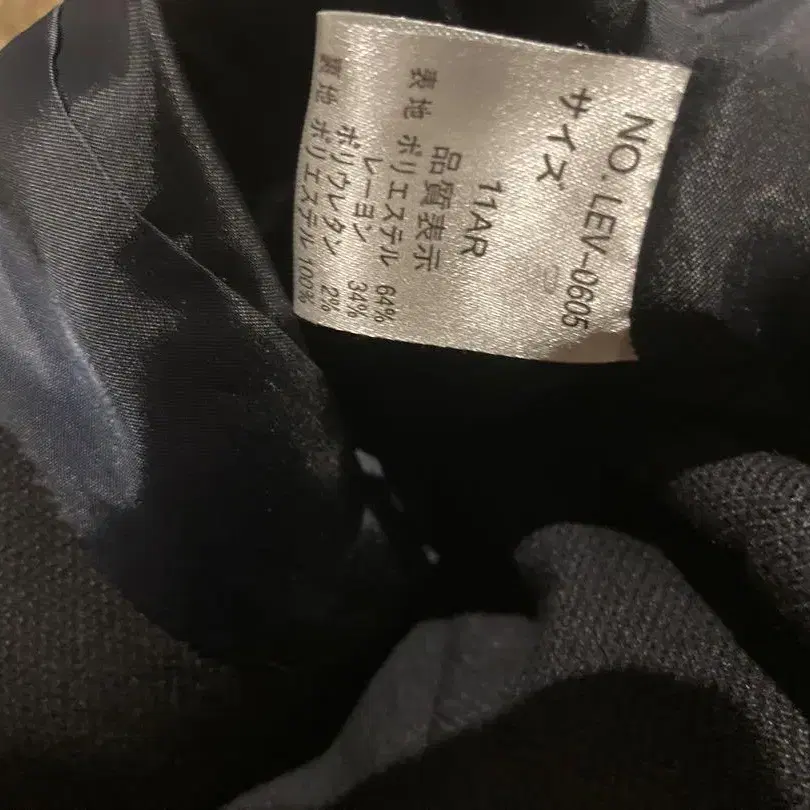 NO. LEV-0605
サイズ
11AR
品質表示
表地 ポリエステル 64%
レーヨン 34%
ポリウレタン 2%
裏地 ポリエステル 100%